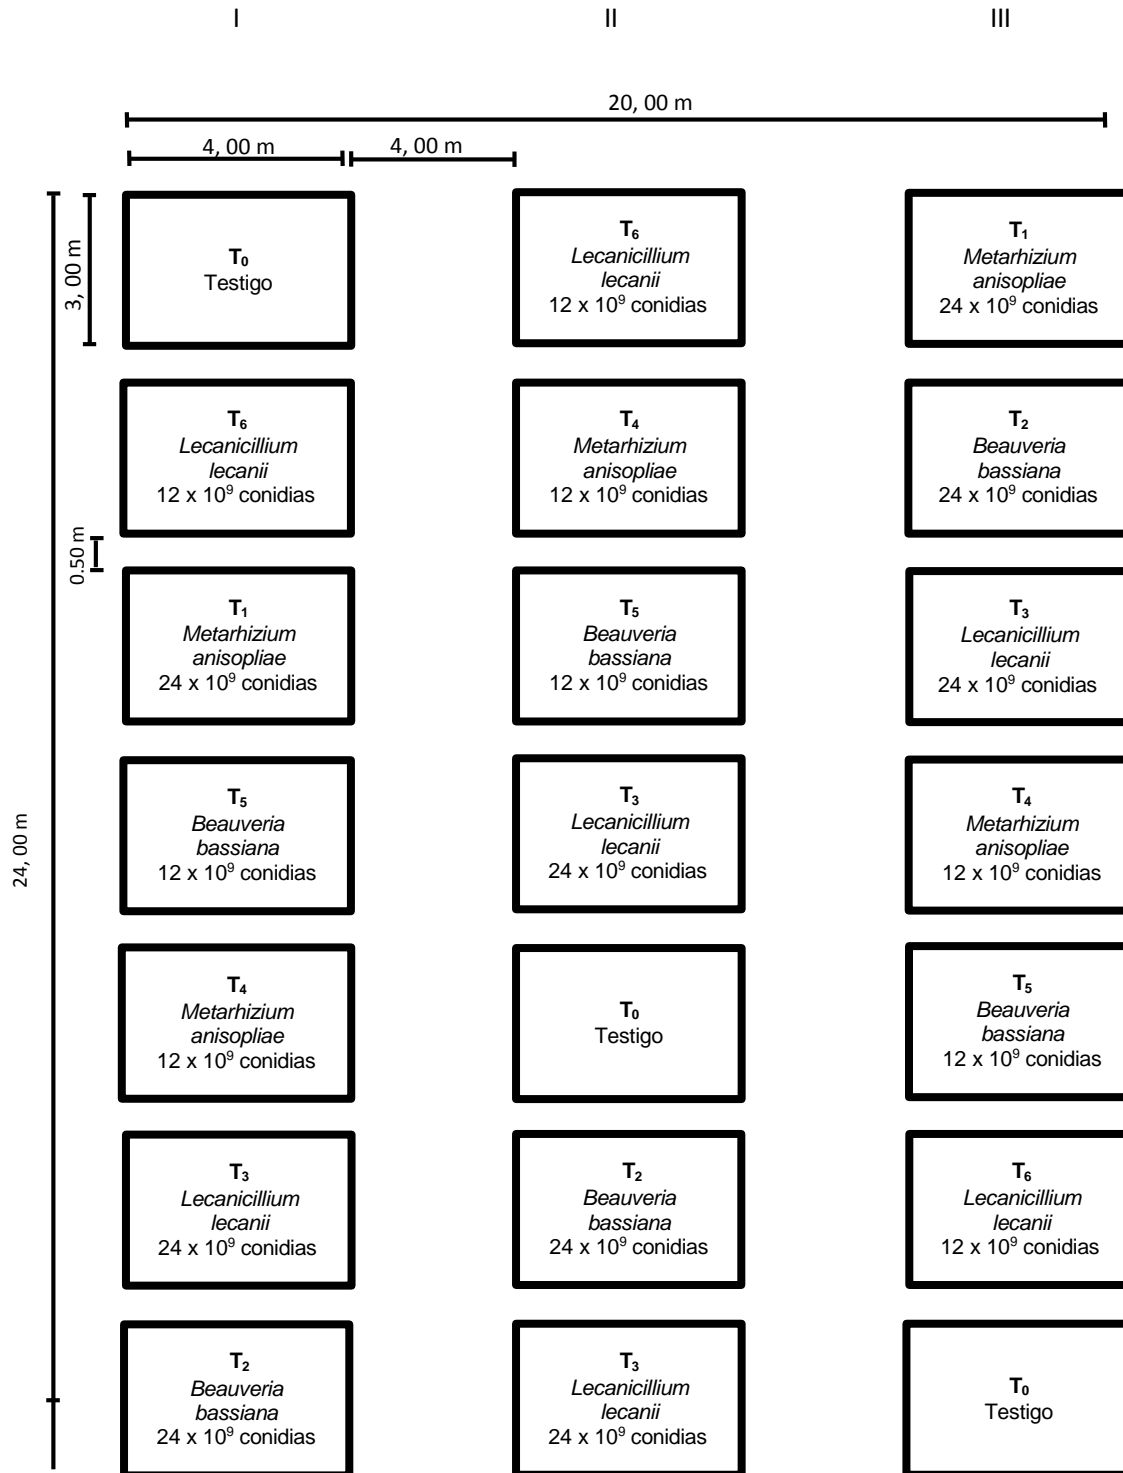 I
II
III
20, 00 m
4, 00 m
4, 00 m
3, 00 m
T0
Testigo
T6
Lecanicillium
lecanii
12 x 10⁹ conidias
T1
Metarhizium
anisopliae
24 x 10⁹ conidias
T6
Lecanicillium
lecanii
12 x 10⁹ conidias
T4
Metarhizium
anisopliae
12 x 10⁹ conidias
T2
Beauveria
bassiana
24 x 10⁹ conidias
0.50 m
T1
Metarhizium
anisopliae
24 x 10⁹ conidias
T5
Beauveria
bassiana
12 x 10⁹ conidias
T3
Lecanicillium
lecanii
24 x 10⁹ conidias
24, 00 m
T5
Beauveria
bassiana
12 x 10⁹ conidias
T3
Lecanicillium
lecanii
24 x 10⁹ conidias
T4
Metarhizium
anisopliae
12 x 10⁹ conidias
T4
Metarhizium
anisopliae
12 x 10⁹ conidias
T0
Testigo
T5
Beauveria
bassiana
12 x 10⁹ conidias
T3
Lecanicillium
lecanii
24 x 10⁹ conidias
T2
Beauveria
bassiana
24 x 10⁹ conidias
T6
Lecanicillium
lecanii
12 x 10⁹ conidias
T2
Beauveria
bassiana
24 x 10⁹ conidias
T3
Lecanicillium
lecanii
24 x 10⁹ conidias
T0
Testigo